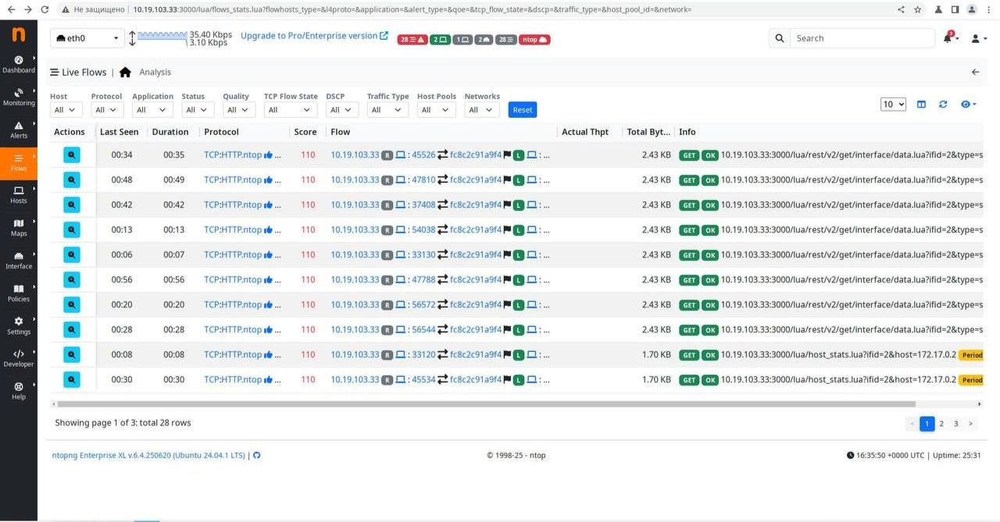 Не защищено | 10.19.103.33:3000/lua/flows_stats.lua?flowhosts_type=&l4proto=&application=&alert_type=&qoe=&tcp_flow_state=&dscp=&traffic_type=&host_pool_id=&network=
n eth0 35.40 Kbps 3.10 Kbps Upgrade to Pro/Enterprise version 28 2 1 2 28 ntop Search 3
Dashboard
Monitoring
Alerts
Flows
Hosts
Maps
Interface
Policies
Settings
Developer
Help
Live Flows | Analysis
Host Protocol Application Status Quality TCP Flow State DSCP Traffic Type Host Pools Networks
All All All All All All All All All All Reset 10
Actions Last Seen Duration Protocol Score Flow Actual Thpt Total Byt... Info
00:34 00:35 TCP:HTTP.ntop ... 110 10.19.103.33 R : 45526 fc8c2c91a9f4 L : ... 2.43 KB GET OK 10.19.103.33:3000/lua/rest/v2/get/interface/data.lua?ifid=2&type=s
00:48 00:49 TCP:HTTP.ntop ... 110 10.19.103.33 R : 47810 fc8c2c91a9f4 L : ... 2.43 KB GET OK 10.19.103.33:3000/lua/rest/v2/get/interface/data.lua?ifid=2&type=s
00:42 00:42 TCP:HTTP.ntop ... 110 10.19.103.33 R : 37408 fc8c2c91a9f4 L : ... 2.43 KB GET OK 10.19.103.33:3000/lua/rest/v2/get/interface/data.lua?ifid=2&type=s
00:13 00:13 TCP:HTTP.ntop ... 110 10.19.103.33 R : 54038 fc8c2c91a9f4 L : ... 2.43 KB GET OK 10.19.103.33:3000/lua/rest/v2/get/interface/data.lua?ifid=2&type=s
00:06 00:07 TCP:HTTP.ntop ... 110 10.19.103.33 R : 33130 fc8c2c91a9f4 L : ... 2.43 KB GET OK 10.19.103.33:3000/lua/rest/v2/get/interface/data.lua?ifid=2&type=s
00:56 00:56 TCP:HTTP.ntop ... 110 10.19.103.33 R : 47788 fc8c2c91a9f4 L : ... 2.43 KB GET OK 10.19.103.33:3000/lua/rest/v2/get/interface/data.lua?ifid=2&type=s
00:20 00:20 TCP:HTTP.ntop ... 110 10.19.103.33 R : 56572 fc8c2c91a9f4 L : ... 2.43 KB GET OK 10.19.103.33:3000/lua/rest/v2/get/interface/data.lua?ifid=2&type=s
00:28 00:28 TCP:HTTP.ntop ... 110 10.19.103.33 R : 56544 fc8c2c91a9f4 L : ... 2.43 KB GET OK 10.19.103.33:3000/lua/rest/v2/get/interface/data.lua?ifid=2&type=s
00:08 00:08 TCP:HTTP.ntop ... 110 10.19.103.33 R : 33120 fc8c2c91a9f4 L : ... 1.70 KB GET OK 10.19.103.33:3000/lua/host_stats.lua?ifid=2&host=172.17.0.2 Period
00:30 00:30 TCP:HTTP.ntop ... 110 10.19.103.33 R : 45534 fc8c2c91a9f4 L : ... 1.70 KB GET OK 10.19.103.33:3000/lua/host_stats.lua?ifid=2&host=172.17.0.2 Period
Showing page 1 of 3: total 28 rows < 1 2 3 >
ntopng Enterprise XL v.6.4.250620 (Ubuntu 24.04.1 LTS) | © 1998-25 - ntop 16:35:50 +0000 UTC | Uptime: 25:31